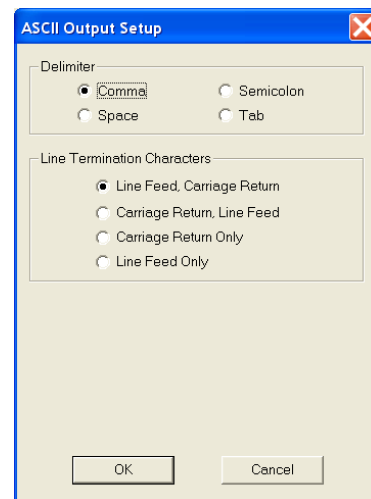 ASCII Output Setup
Delimiter
Comma Semicolon
Space Tab
Line Termination Characters
Line Feed, Carriage Return
Carriage Return, Line Feed
Carriage Return Only
Line Feed Only
OK Cancel